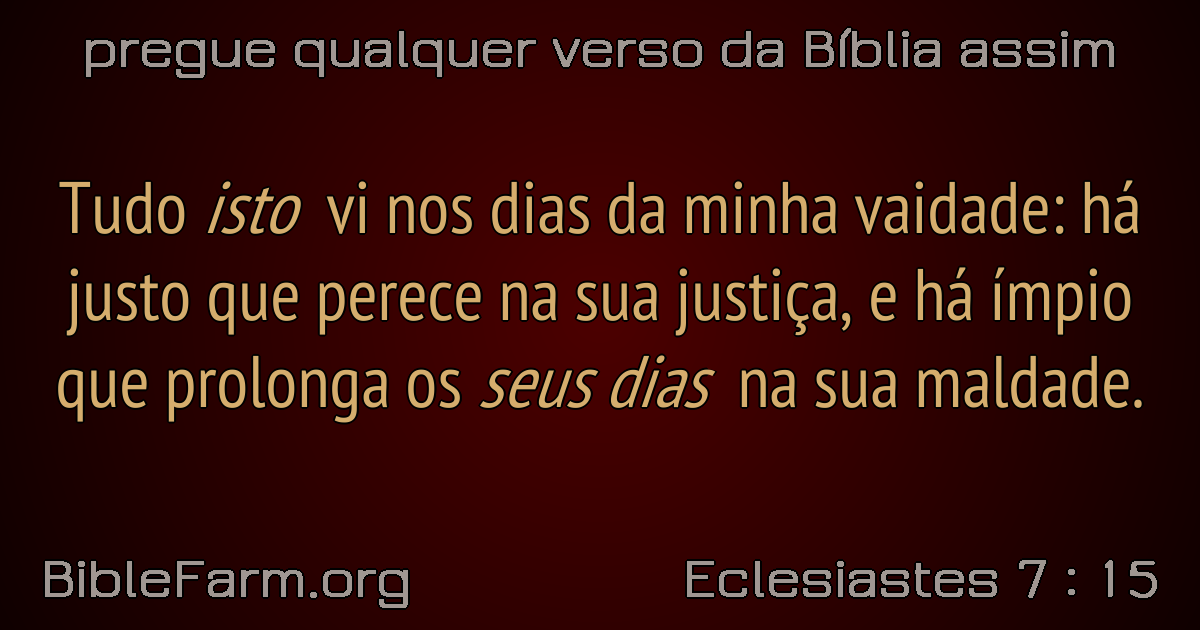 pregue qualquer verso da Bíblia assim
Tudo isto vi nos dias da minha vaidade: há
justo que perece na sua justiça, e há ímpio
que prolonga os seus dias na sua maldade.
BibleFarm.org
Eclesiastes 7 : 15